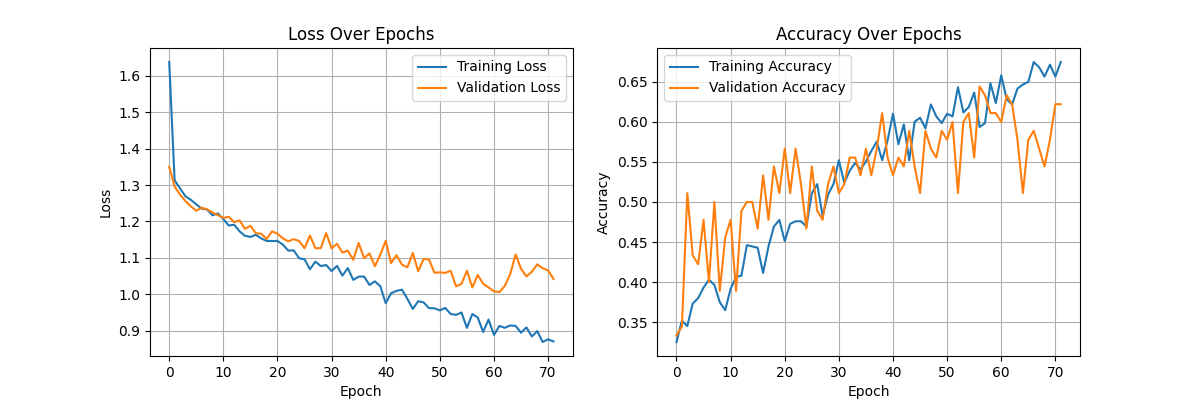 Loss Over Epochs
Training Loss
Validation Loss
1.6
1.5
1.4
1.3
1.2
1.1
1.0
0.9
Loss
0 10 20 30 40 50 60 70
Epoch
Accuracy Over Epochs
Training Accuracy
Validation Accuracy
0.65
0.60
0.55
0.50
0.45
0.40
0.35
Accuracy
0 10 20 30 40 50 60 70
Epoch